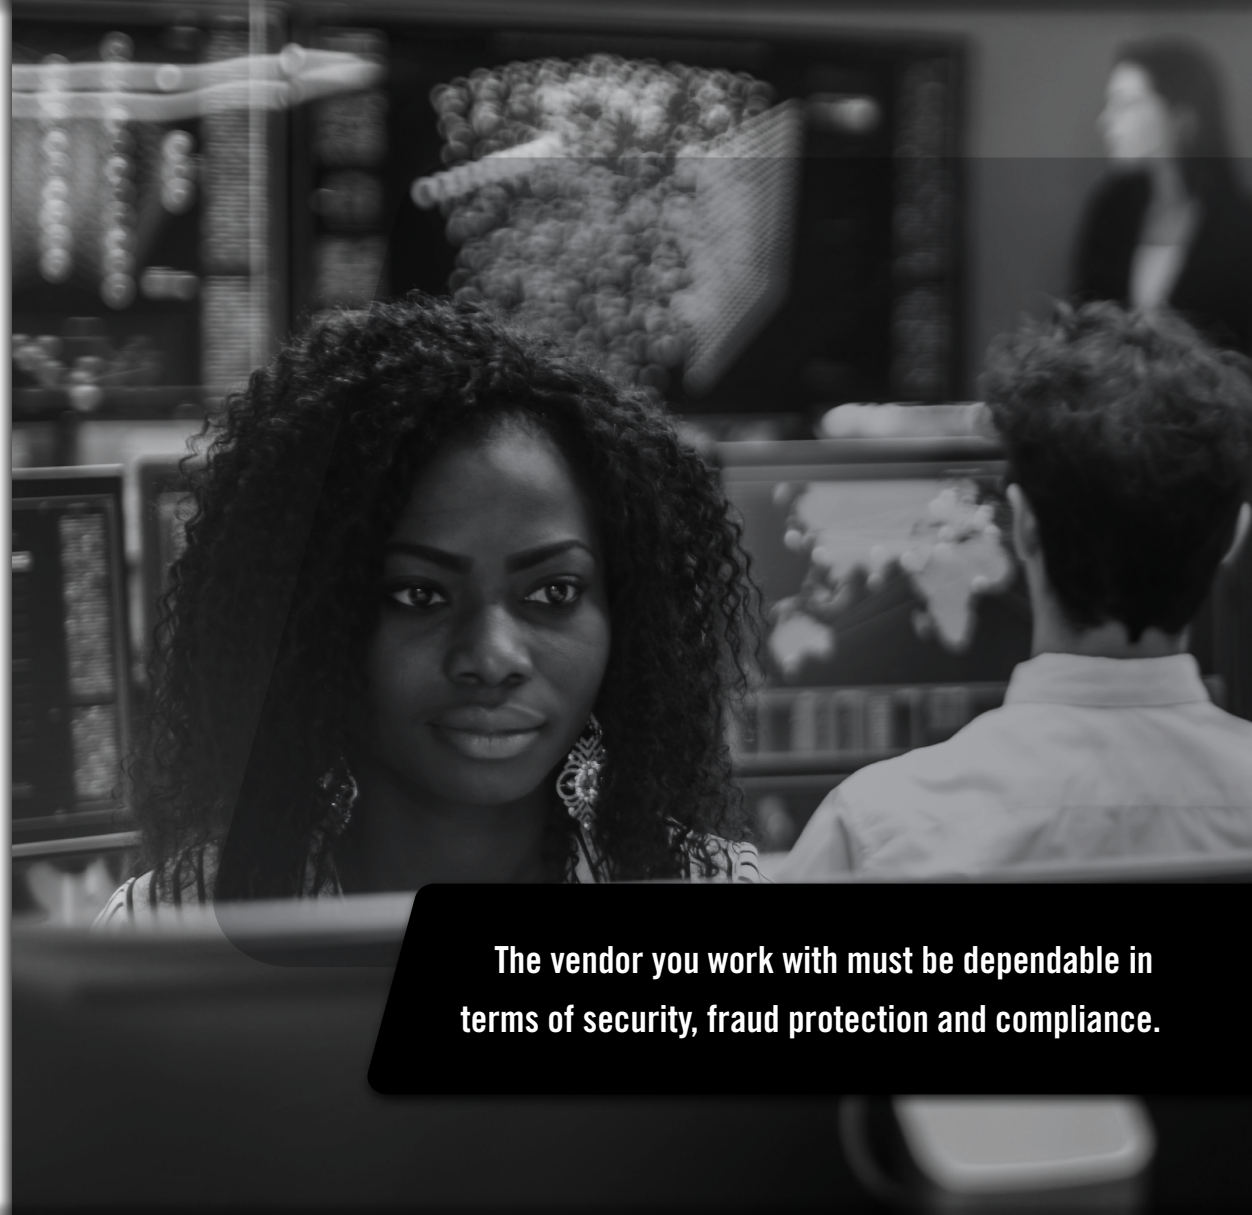 The vendor you work with must be dependable in
terms of security, fraud protection and compliance.